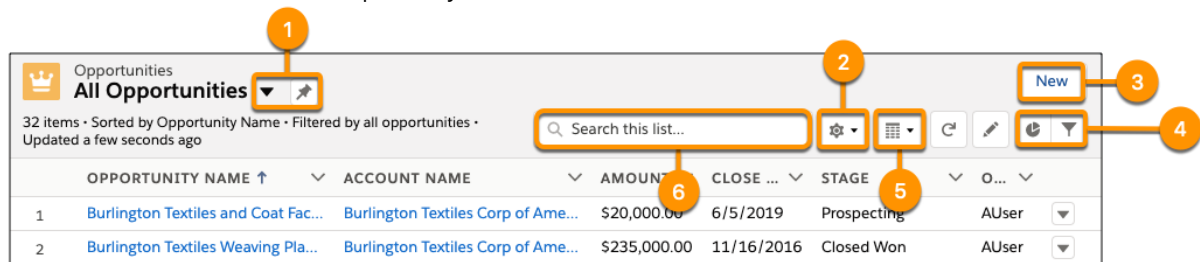 1
Opportunities
All Opportunities
2
New
3
32 items • Sorted by Opportunity Name • Filtered by all opportunities •
Updated a few seconds ago
Search this list...
4
OPPORTUNITY NAME ↑ ACCOUNT NAME AMOUNT CLOSE ... STAGE O...
6
5
1 Burlington Textiles and Coat Fac... Burlington Textiles Corp of Ame... $20,000.00 6/5/2019 Prospecting AUser
2 Burlington Textiles Weaving Pla... Burlington Textiles Corp of Ame... $235,000.00 11/16/2016 Closed Won AUser